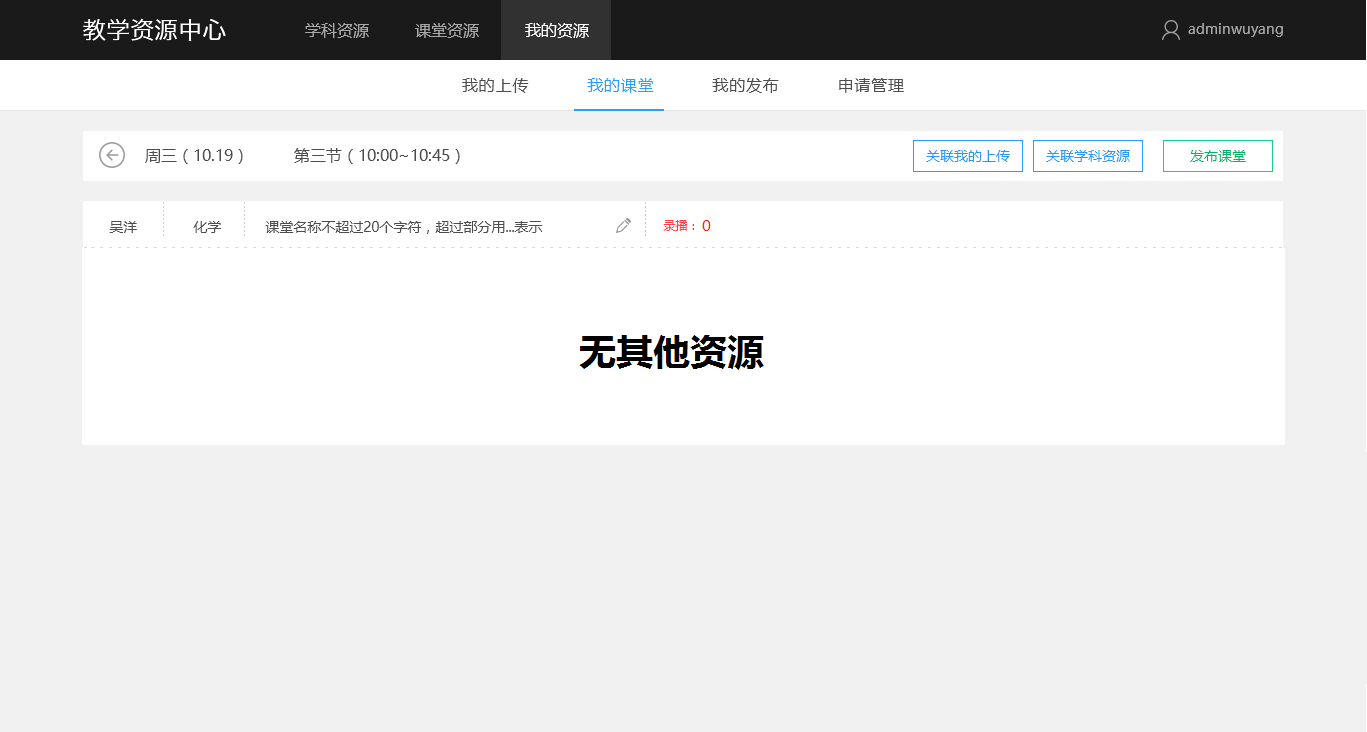 教学资源中心 学科资源 课堂资源 我的资源 adminwuyang
我的上传 我的课堂 我的发布 申请管理
周三（10.19） 第三节（10:00~10:45） 关联我的上传 关联学科资源 发布课堂
吴洋 化学 课堂名称不超过20个字符，超过部分用...表示 录播：0
无其他资源